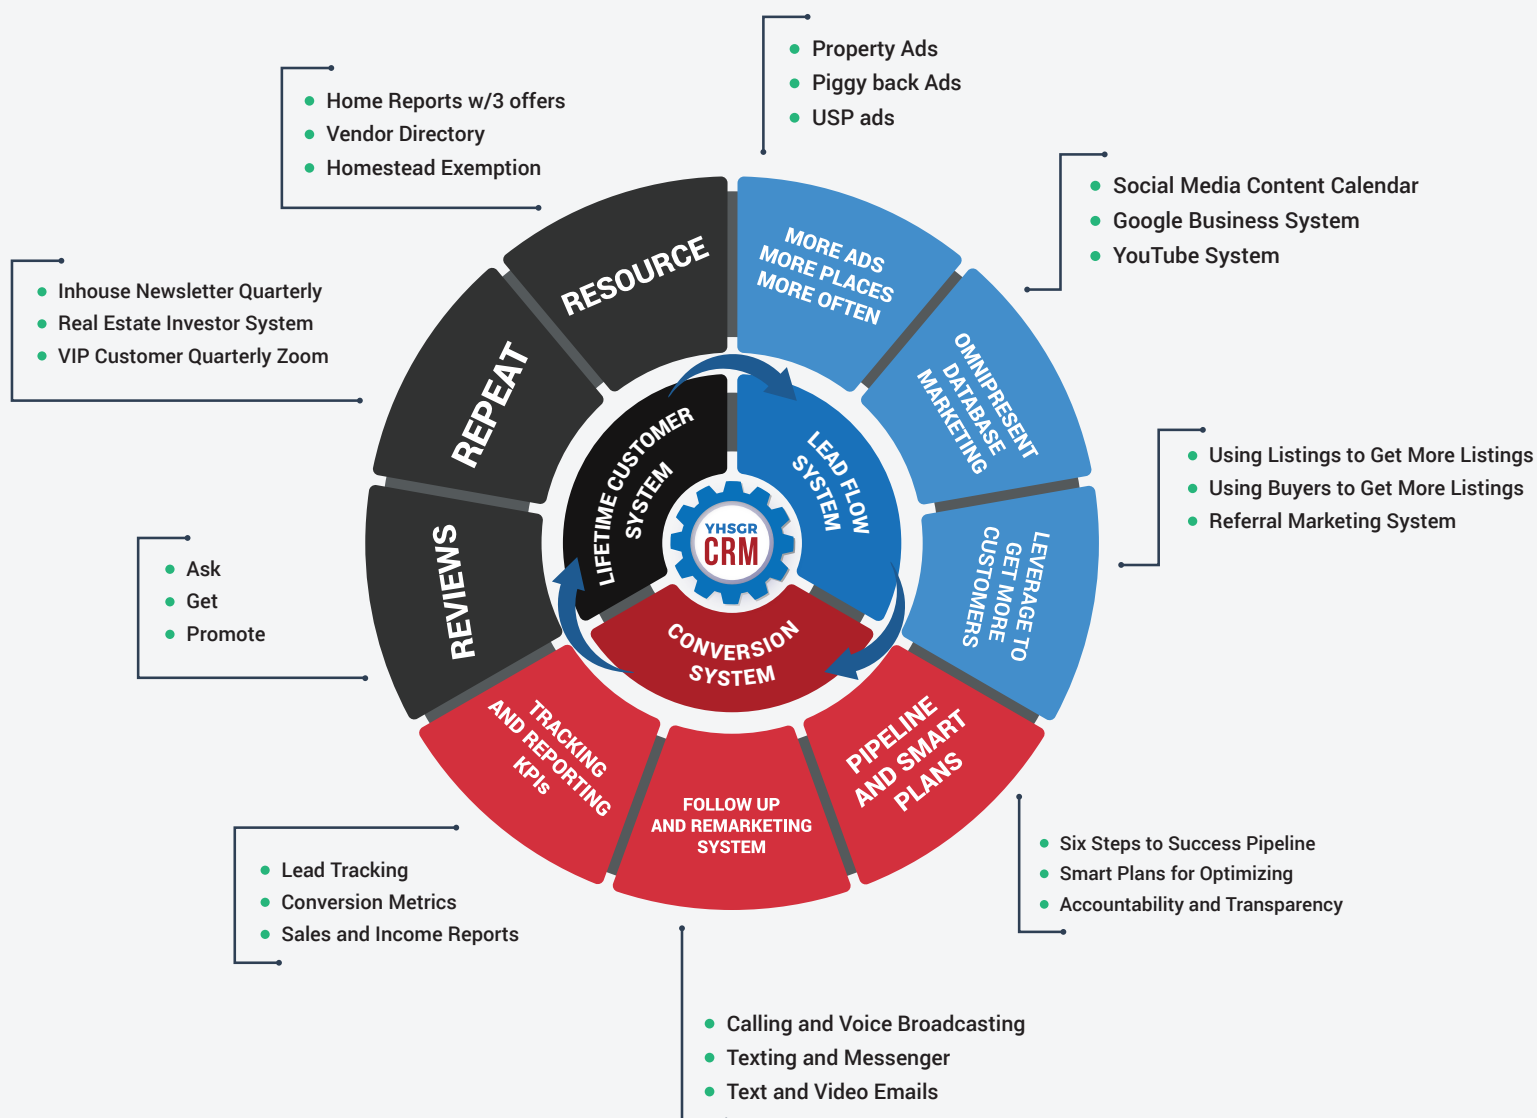 Property Ads
Piggy back Ads
USP ads
Home Reports w/3 offers
Vendor Directory
Homestead Exemption
Social Media Content Calendar
Google Business System
YouTube System
Inhouse Newsletter Quarterly
Real Estate Investor System
VIP Customer Quarterly Zoom
RESOURCE
MORE ADS
MORE PLACES
MORE OFTEN
REPEAT
OMNIPRESENT
DATABASE
MARKETING
LIFETIME CUSTOMER
SYSTEM
LEAD FLOW
SYSTEM
Using Listings to Get More Listings
Using Buyers to Get More Listings
Referral Marketing System
YHSGR
CRM
REVIEWS
LEVERAGE TO
GET MORE
CUSTOMERS
Ask
Get
Promote
CONVERSION
SYSTEM
TRACKING
AND REPORTING
KPIs
FOLLOW UP
AND REMARKETING
SYSTEM
PIPELINE
AND SMART
PLANS
Lead Tracking
Conversion Metrics
Sales and Income Reports
Six Steps to Success Pipeline
Smart Plans for Optimizing
Accountability and Transparency
Calling and Voice Broadcasting
Texting and Messenger
Text and Video Emails